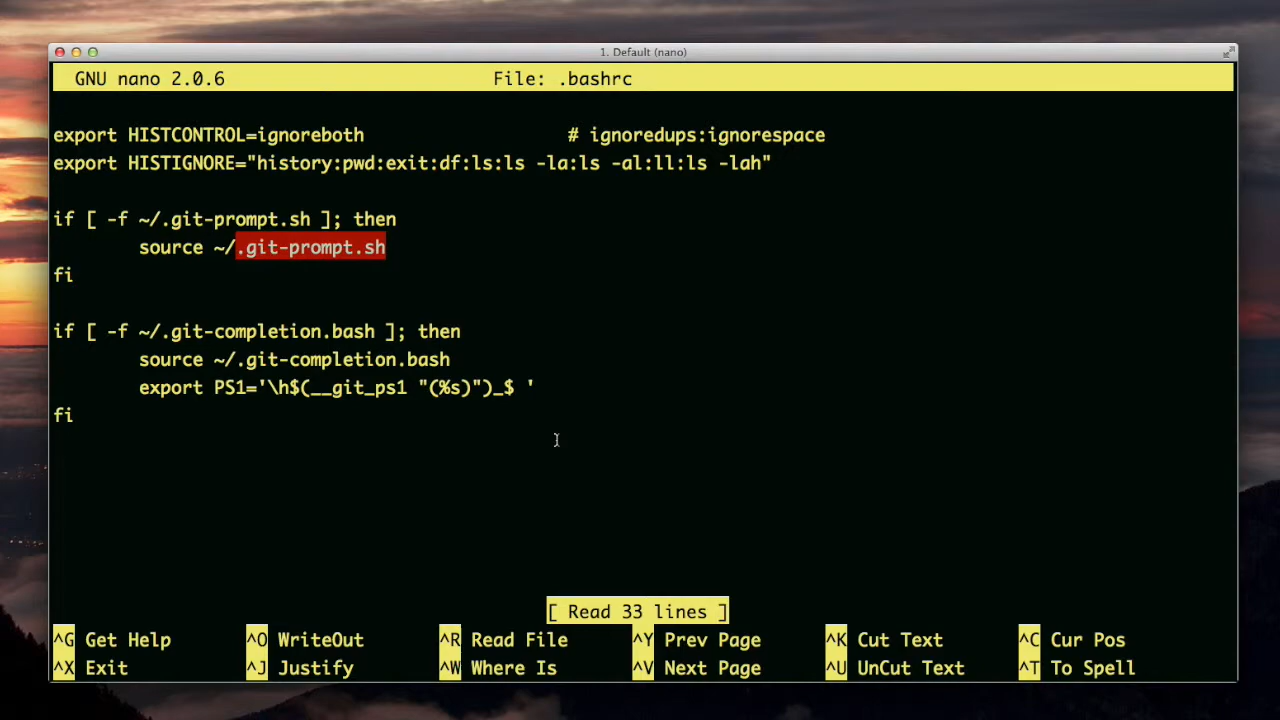 1. Default (nano)
GNU nano 2.0.6 File: .bashrc
export HISTCONTROL=ignoreboth # ignoredups:ignorespace
export HISTIGNORE="history:pwd:exit:df:ls:ls -la:ls -al:ll:ls -lah"
if [ -f ~/.git-prompt.sh ]; then
source ~/.git-prompt.sh
fi
if [ -f ~/.git-completion.bash ]; then
source ~/.git-completion.bash
export PS1='\h$(__git_ps1 "(%s)")_$ '
fi
[ Read 33 lines ]
^G Get Help ^O WriteOut ^R Read File ^Y Prev Page ^K Cut Text ^C Cur Pos
^X Exit ^J Justify ^W Where Is ^V Next Page ^U UnCut Text ^T To Spell